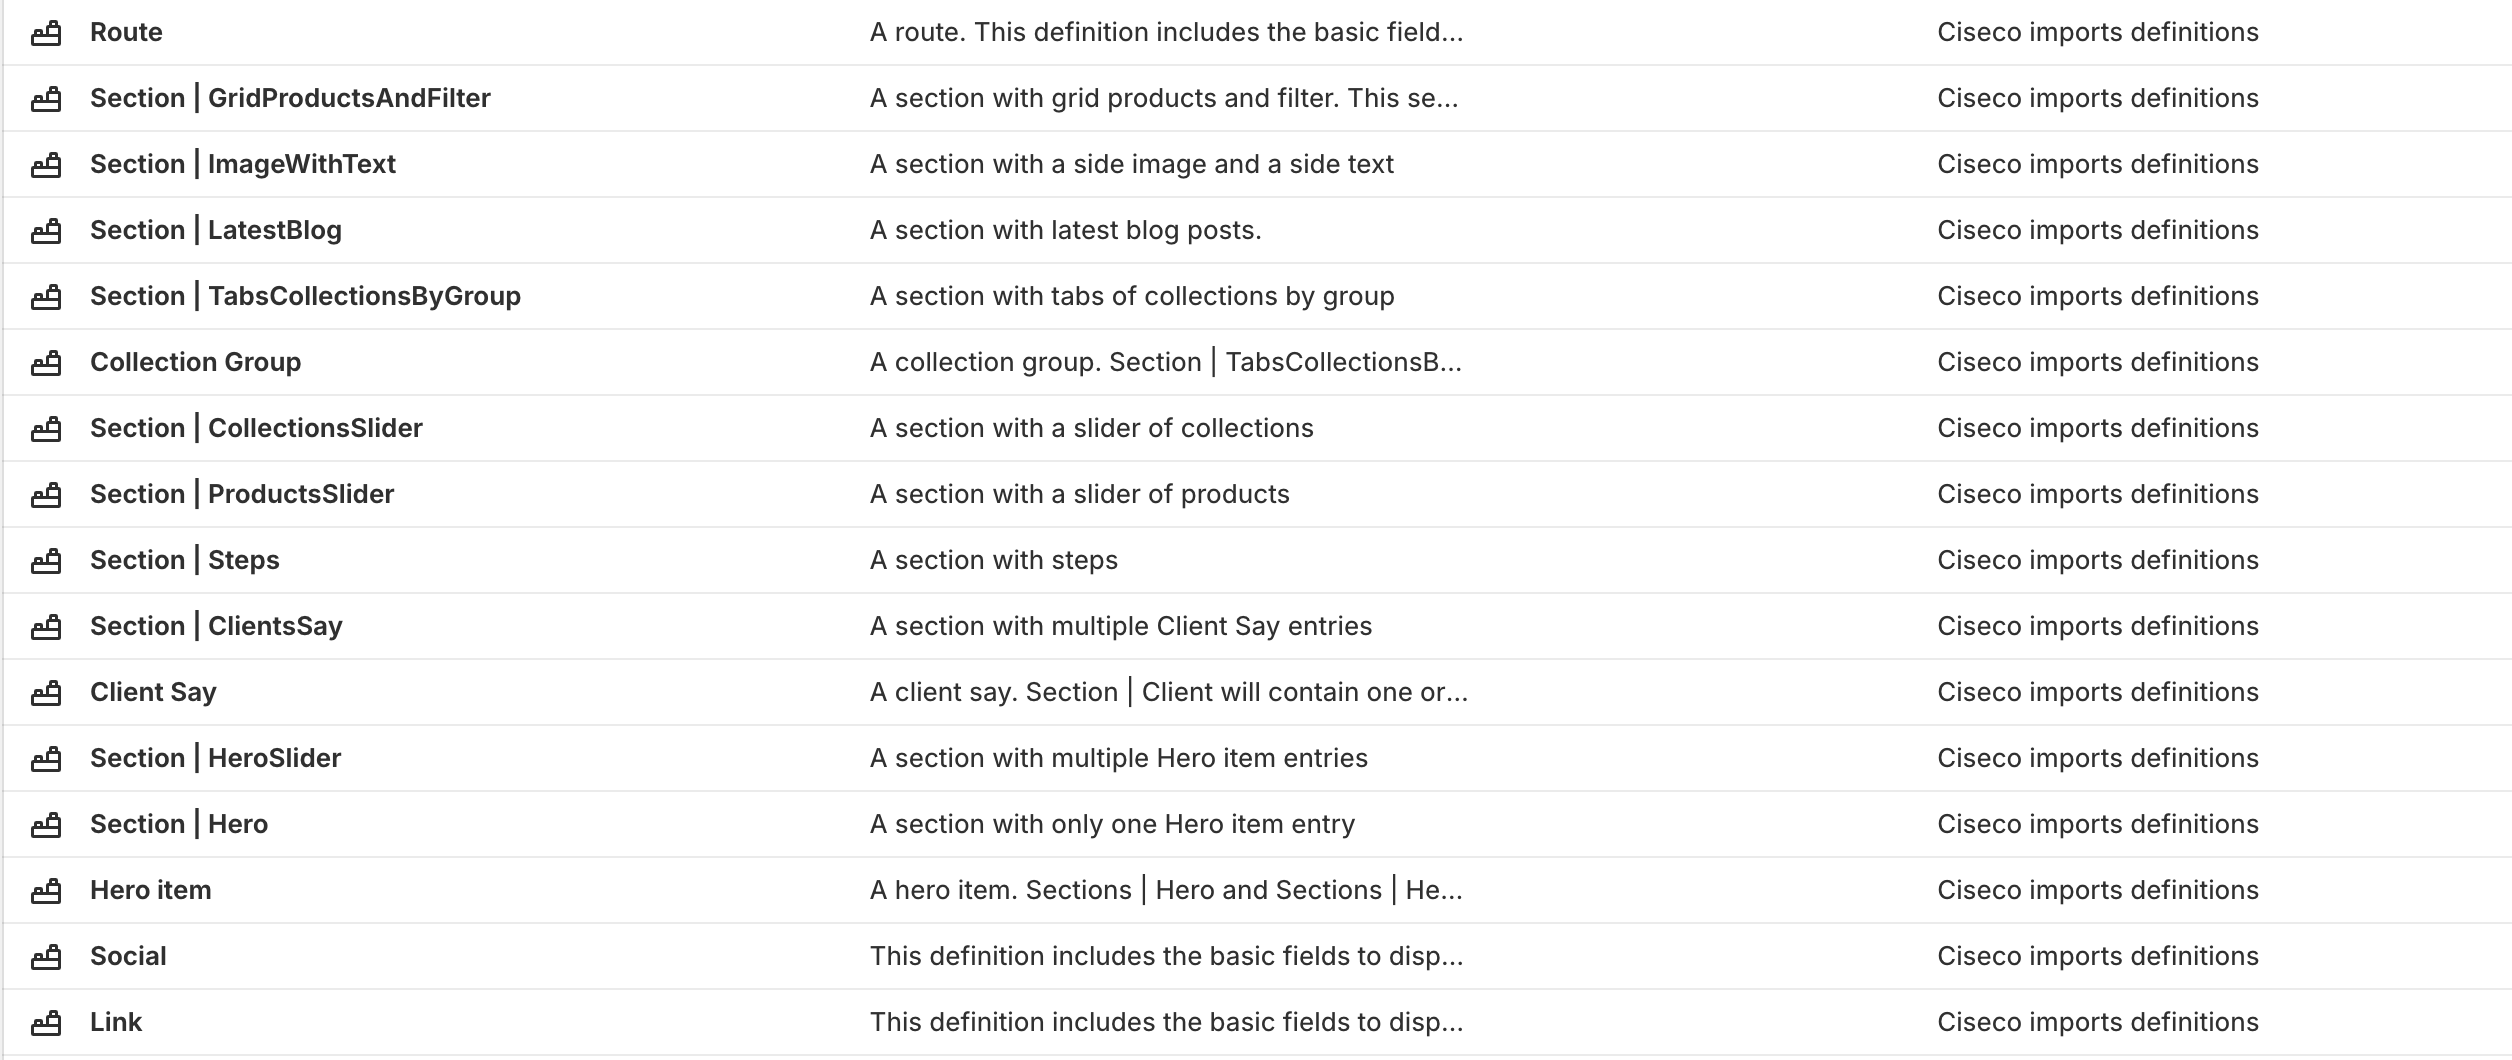 Route A route. This definition includes the basic field... Ciseco imports definitions
Section | GridProductsAndFilter A section with grid products and filter. This se... Ciseco imports definitions
Section | ImageWithText A section with a side image and a side text Ciseco imports definitions
Section | LatestBlog A section with latest blog posts. Ciseco imports definitions
Section | TabsCollectionsByGroup A section with tabs of collections by group Ciseco imports definitions
Collection Group A collection group. Section | TabsCollectionsB... Ciseco imports definitions
Section | CollectionsSlider A section with a slider of collections Ciseco imports definitions
Section | ProductsSlider A section with a slider of products Ciseco imports definitions
Section | Steps A section with steps Ciseco imports definitions
Section | ClientsSay A section with multiple Client Say entries Ciseco imports definitions
Client Say A client say. Section | Client will contain one or... Ciseco imports definitions
Section | HeroSlider A section with multiple Hero item entries Ciseco imports definitions
Section | Hero A section with only one Hero item entry Ciseco imports definitions
Hero item A hero item. Sections | Hero and Sections | He... Ciseco imports definitions
Social This definition includes the basic fields to disp... Ciseco imports definitions
Link This definition includes the basic fields to disp... Ciseco imports definitions